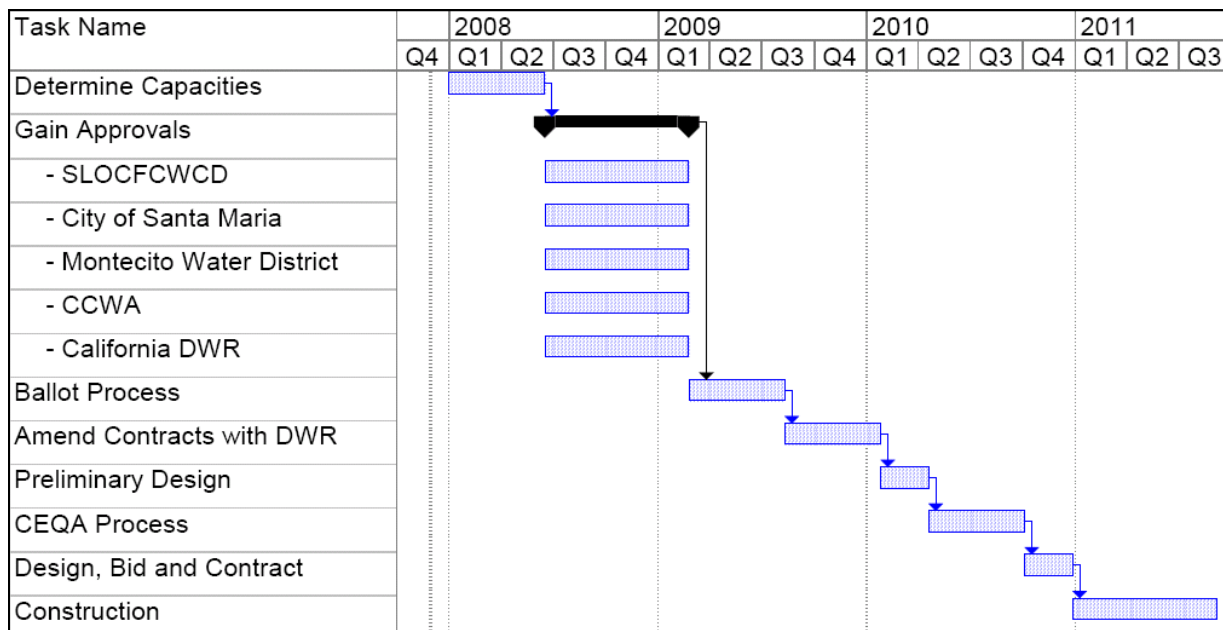 Task Name 2008 2009 2010 2011
Q4 Q1 Q2 Q3 Q4 Q1 Q2 Q3 Q4 Q1 Q2 Q3 Q4 Q1 Q2 Q3
Determine Capacities
Gain Approvals
- SLOCFCWCD
- City of Santa Maria
- Montecito Water District
- CCWA
- California DWR
Ballot Process
Amend Contracts with DWR
Preliminary Design
CEQA Process
Design, Bid and Contract
Construction